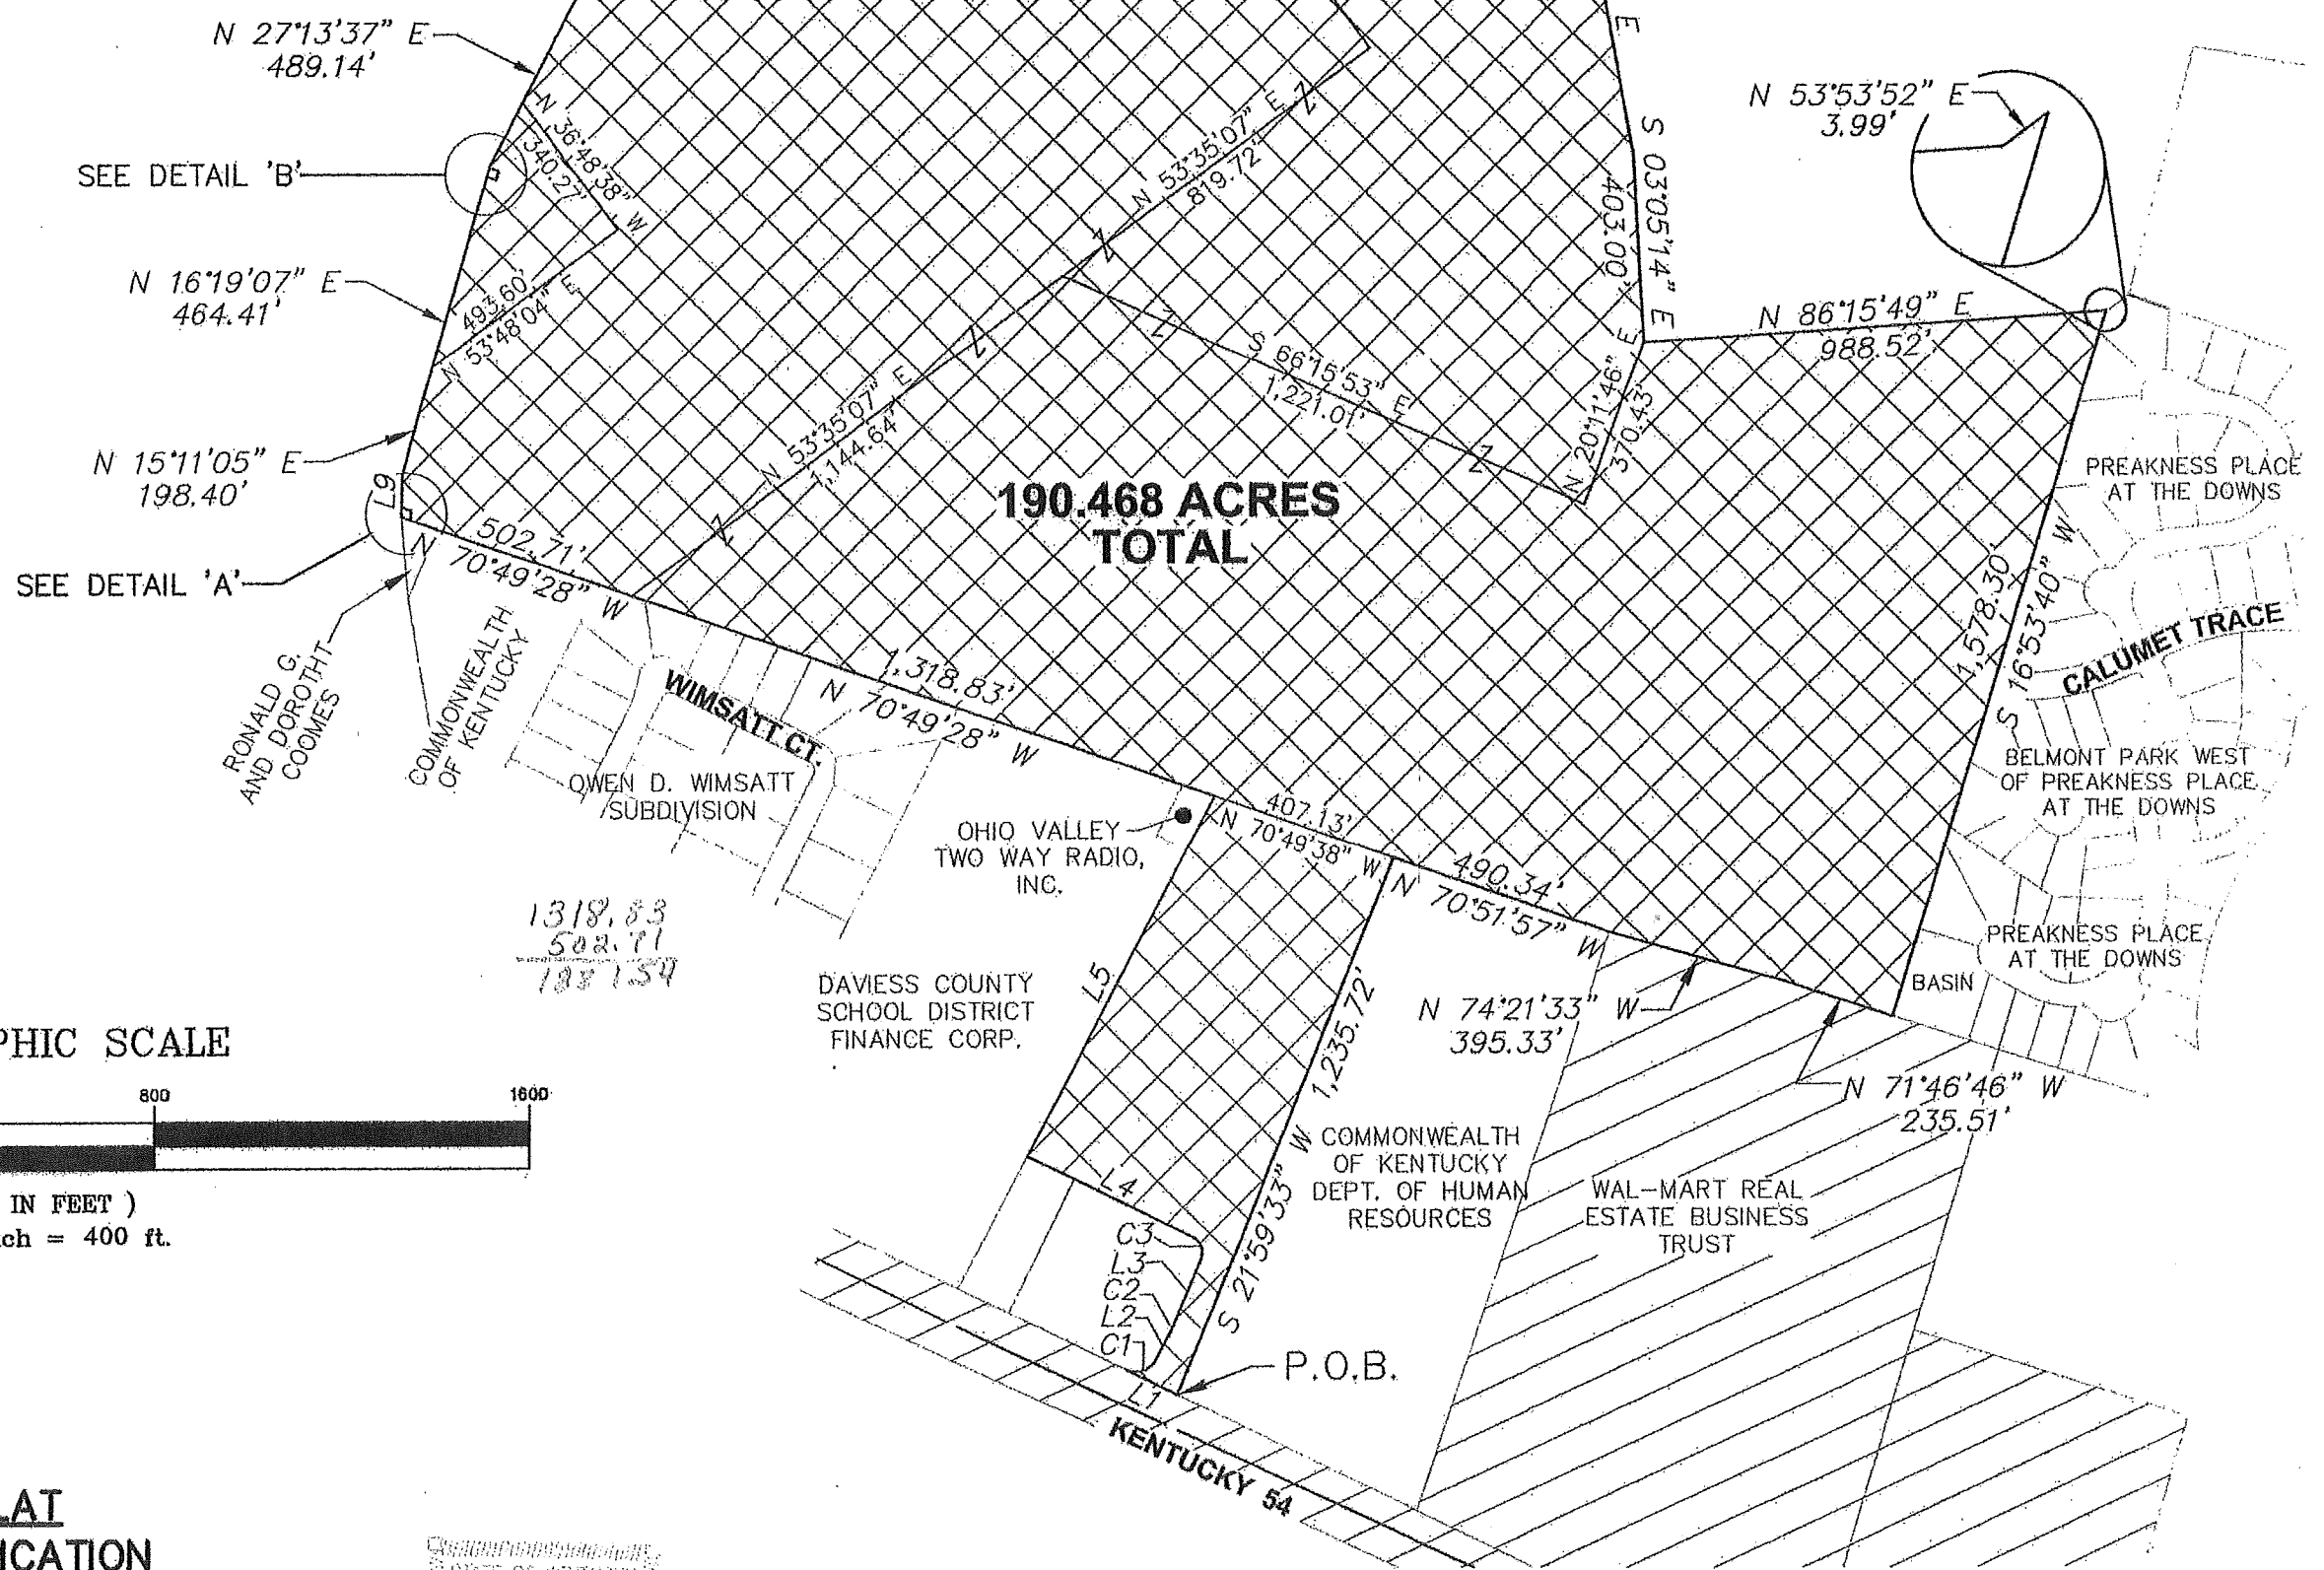 N 27°13'37" E
489.14'
SEE DETAIL 'B'
N 36°48'38" W
340.27'
N 16°19'07" E
464.41'
493.60'
N 53°48'04" E
N 15°11'05" E
198.40'
L9
SEE DETAIL 'A'
502.71'
N 70°49'28" W
N 53°35'07" E
1,144.64'
N 53°35'07" E
819.72'
Z
Z
Z
Z
Z
Z
S 66°15'53" E
1,221.01'
E
S 03°05'14" E
403.00'
N 20°11'46" E
370.43'
N 53°53'52" E
3.99'
N 86°15'49" E
988.52'
190.468 ACRES
TOTAL
1,578.30'
S 16°53'40" W
PREAKNESS PLACE
AT THE DOWNS
CALUMET TRACE
BELMONT PARK WEST
OF PREAKNESS PLACE
AT THE DOWNS
PREAKNESS PLACE
AT THE DOWNS
BASIN
RONALD G.
AND DOROTHT
COOMES
COMMONWEALTH
OF KENTUCKY
WIMSATT CT.
OWEN D. WIMSATT
SUBDIVISION
1,318.83'
N 70°49'28" W
OHIO VALLEY
TWO WAY RADIO,
INC.
407.13'
N 70°49'38" W
490.34'
N 70°51'57" W
1318.83
502.71
1881.54
DAVIESS COUNTY
SCHOOL DISTRICT
FINANCE CORP.
L5
1,235.72'
S 21°59'33" W
N 74°21'33" W
395.33'
N 71°46'46" W
235.51'
COMMONWEALTH
OF KENTUCKY
DEPT. OF HUMAN
RESOURCES
WAL-MART REAL
ESTATE BUSINESS
TRUST
L4
C3
L3
C2
L2
C1
L1
P.O.B.
KENTUCKY 54
PHIC SCALE
800
1600
IN FEET )
ch = 400 ft.
LAT
ICATION